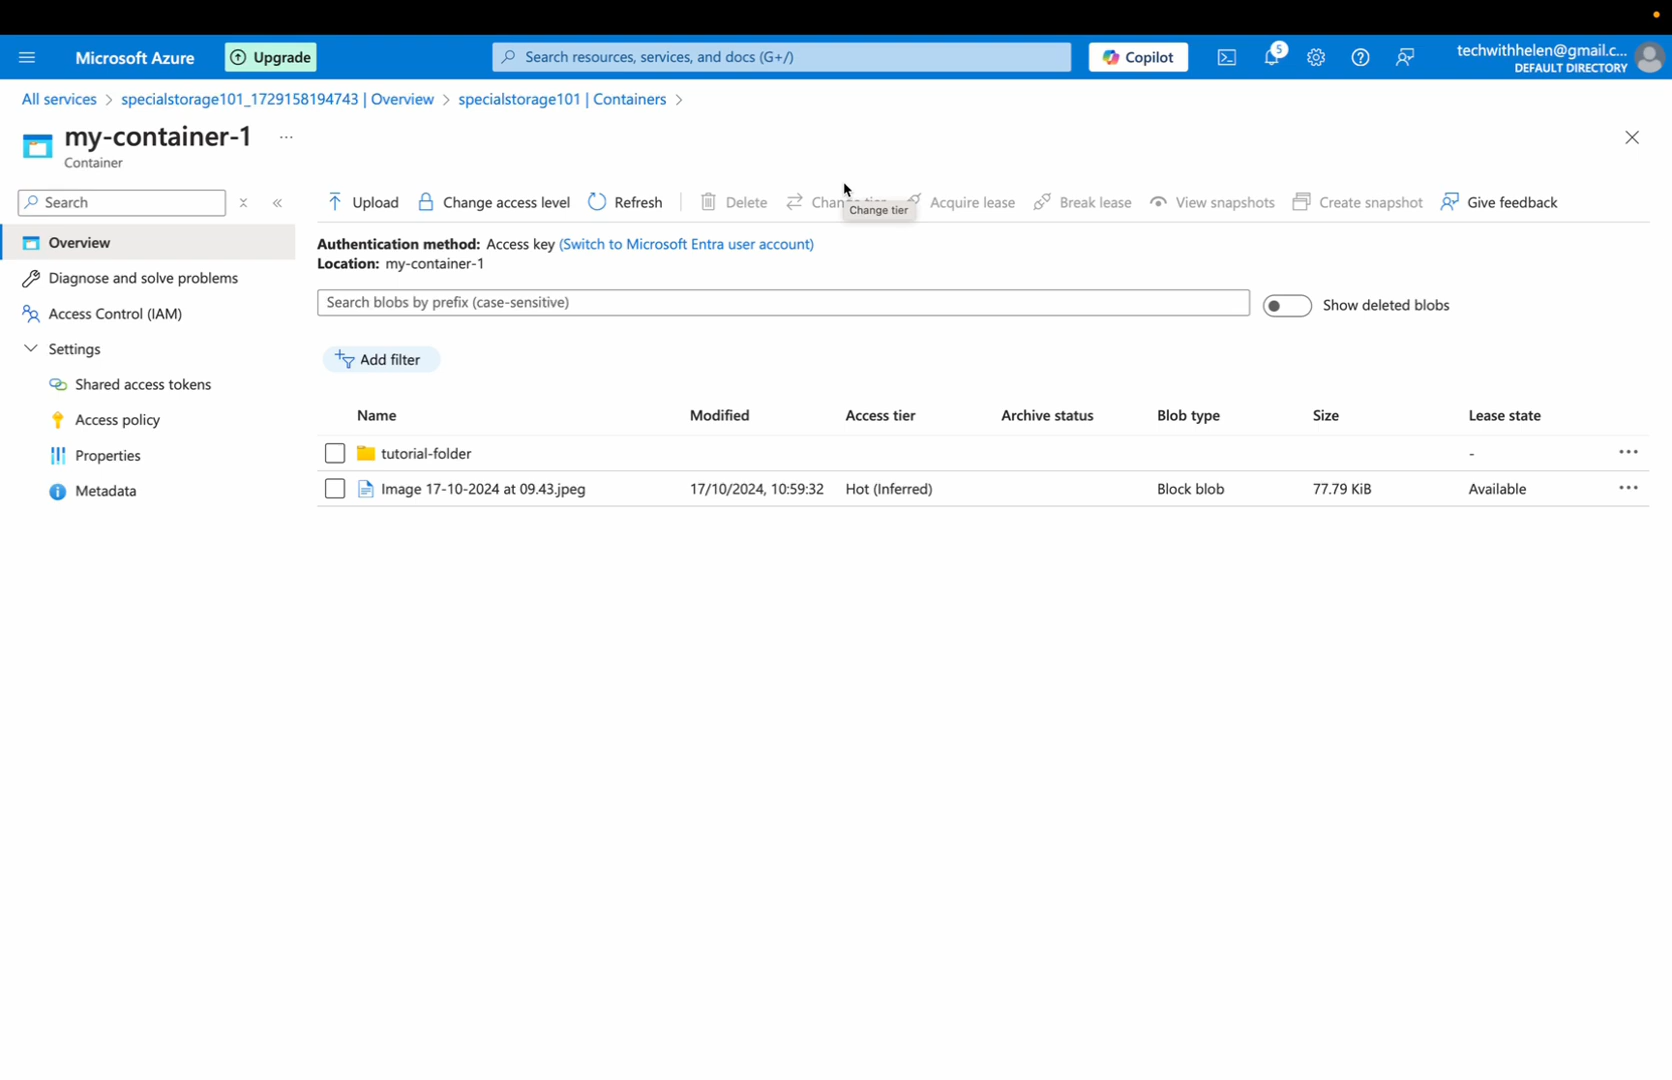 Microsoft Azure Upgrade Search resources, services, and docs (G+/) Copilot 5 techwithhelen@gmail.c...
DEFAULT DIRECTORY
All services > specialstorage101_1729158194743 | Overview > specialstorage101 | Containers >
my-container-1 ...
Container
Search
Upload Change access level Refresh Delete Change tier Acquire lease Break lease View snapshots Create snapshot Give feedback
Change tier
Overview
Diagnose and solve problems
Access Control (IAM)
Settings
Shared access tokens
Access policy
Properties
Metadata
Authentication method: Access key (Switch to Microsoft Entra user account)
Location: my-container-1
Search blobs by prefix (case-sensitive) Show deleted blobs
Add filter
Name Modified Access tier Archive status Blob type Size Lease state
tutorial-folder - ...
Image 17-10-2024 at 09.43.jpeg 17/10/2024, 10:59:32 Hot (Inferred) Block blob 77.79 KiB Available ...